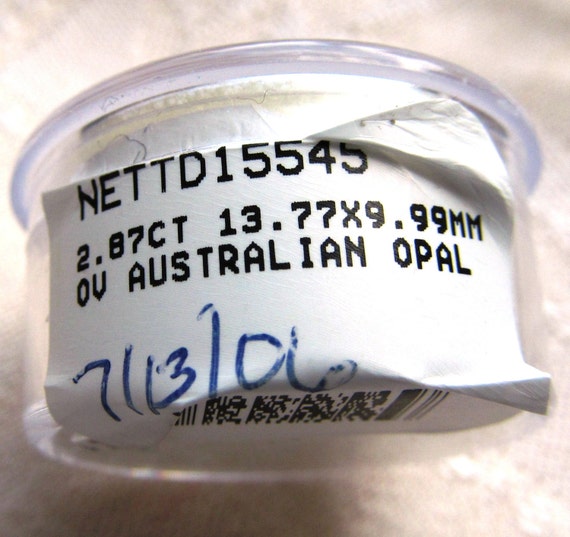 NETTD15545
2.87CT 13.77X9.99MM
OV AUSTRALIAN OPAL
7/13/06